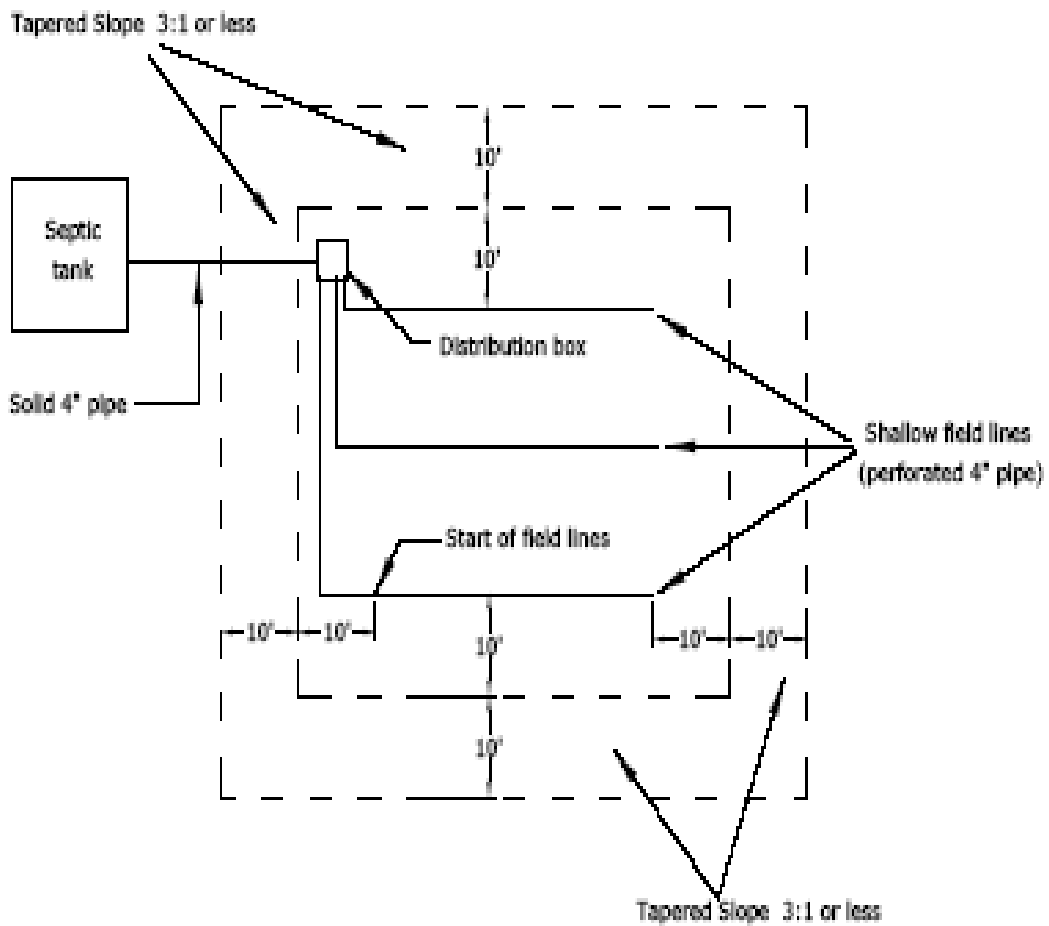 Tapered Slope 3:1 or less
10'
Septic
tank
10'
Distribution box
Solid 4" pipe
Shallow field lines
(perforated 4" pipe)
Start of field lines
10'
10'
10'
10'
10'
10'
Tapered Slope 3:1 or less